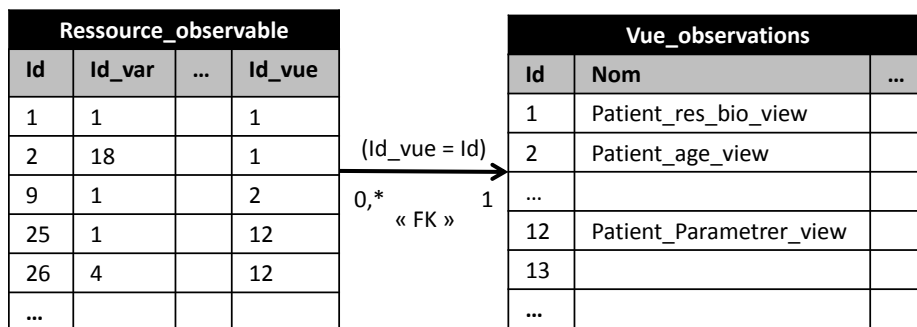 Ressource_observable
Id Id_var ... Id_vue
1 1 1
2 18 1
9 1 2
25 1 12
26 4 12
...
(Id_vue = Id)
0,* 1
« FK »
Vue_observations
Id Nom ...
1 Patient_res_bio_view
2 Patient_age_view
...
12 Patient_Parametrer_view
13
...